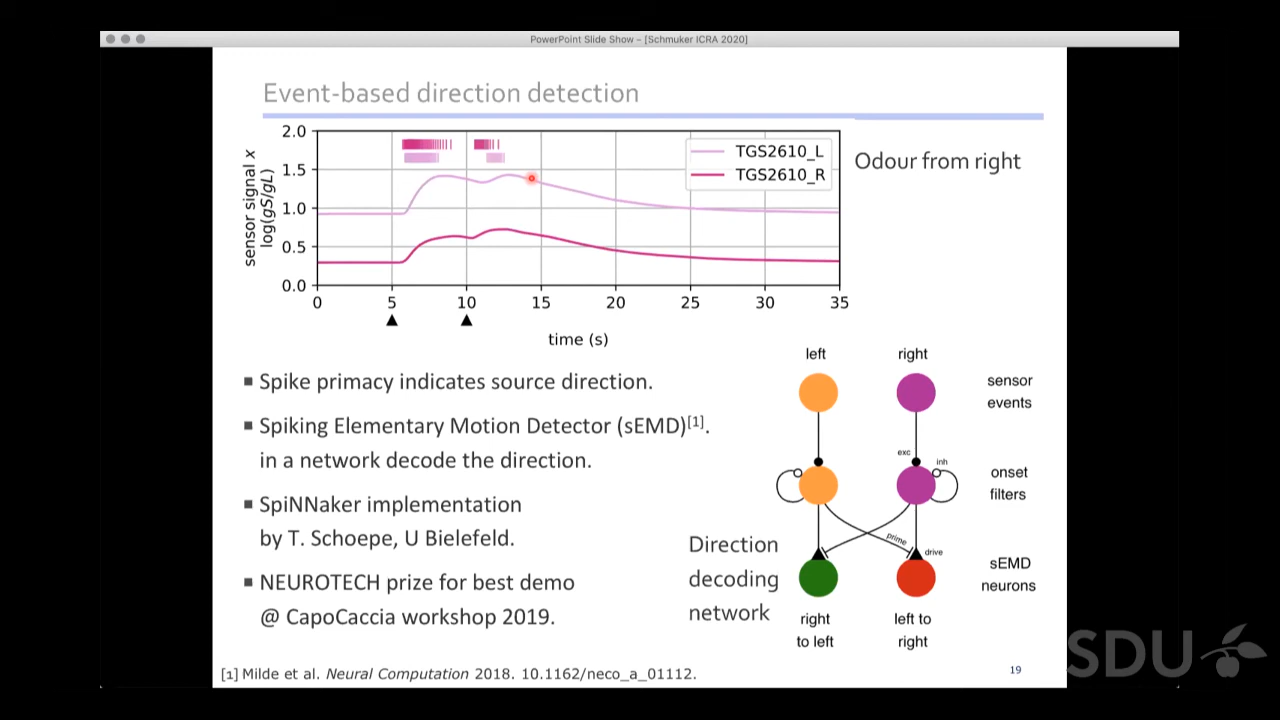 PowerPoint Slide Show – [Schmuker ICRA 2020]
Event-based direction detection
sensor signal x
log(gS/gL)
2.0
1.5
1.0
0.5
0.0
TGS2610_L
TGS2610_R
Odour from right
0 5 10 15 20 25 30 35
time (s)
■ Spike primacy indicates source direction.
■ Spiking Elementary Motion Detector (sEMD)[1].
in a network decode the direction.
■ SpiNNaker implementation
by T. Schoepe, U Bielefeld.
■ NEUROTECH prize for best demo
@ CapoCaccia workshop 2019.
Direction
decoding
network
left right
sensor
events
exc inh
onset
filters
prime drive
sEMD
neurons
right
to left
left to
right
[1] Milde et al. Neural Computation 2018. 10.1162/neco_a_01112.
19
SDU